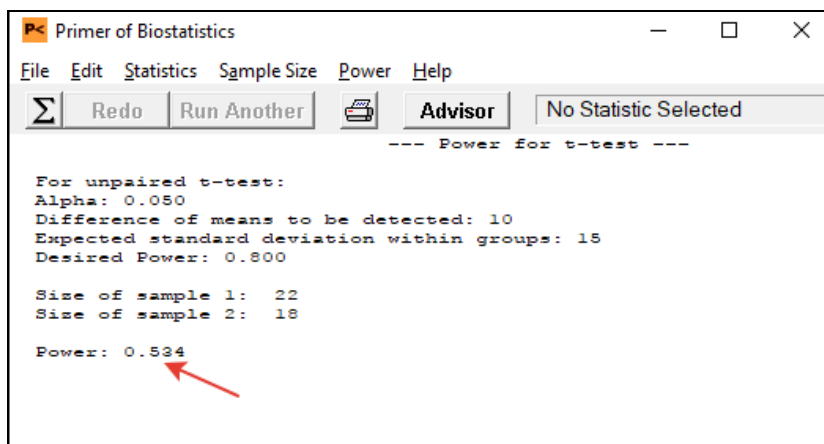 P< Primer of Biostatistics
File Edit Statistics Sample Size Power Help
Σ Redo Run Another Advisor No Statistic Selected
--- Power for t-test ---
For unpaired t-test:
Alpha: 0.050
Difference of means to be detected: 10
Expected standard deviation within groups: 15
Desired Power: 0.800
Size of sample 1: 22
Size of sample 2: 18
Power: 0.534